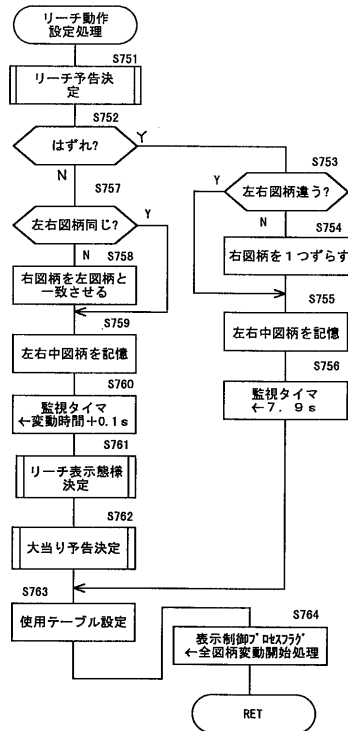 リーチ動作
設定処理
S751
リーチ予告決
定
S752
はずれ?
Y
N
S757
左右図柄同じ?
Y
N
S758
右図柄を左図柄と
一致させる
S759
左右中図柄を記憶
S760
監視タイマ
←変動時間+0.1s
S761
リーチ表示態様
決定
S762
大当り予告決定
S753
左右図柄違う?
Y
N
S754
右図柄を1つずらす
S755
左右中図柄を記憶
S756
監視タイマ
←7.9s
S763
使用テーブル設定
S764
表示制御プロセスフラグ
←全図柄変動開始処理
RET